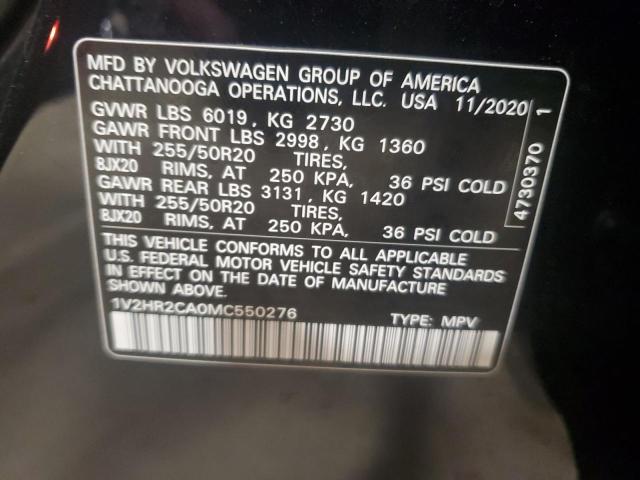 MFD BY VOLKSWAGEN GROUP OF AMERICA
CHATTANOOGA OPERATIONS, LLC. USA 11/2020
GVWR LBS 6019, KG 2730
GAWR FRONT LBS 2998, KG 1360
WITH 255/50R20 TIRES,
8JX20 RIMS, AT 250 KPA, 36 PSI COLD
GAWR REAR LBS 3131, KG 1420
WITH 255/50R20 TIRES,
8JX20 RIMS, AT 250 KPA, 36 PSI COLD
THIS VEHICLE CONFORMS TO ALL APPLICABLE
U.S. FEDERAL MOTOR VEHICLE SAFETY STANDARDS
IN EFFECT ON THE DATE OF MANUFACTURE
SHOWN ABOVE.
1V2HR2CA0MC550276 TYPE: MPV
4730370 1